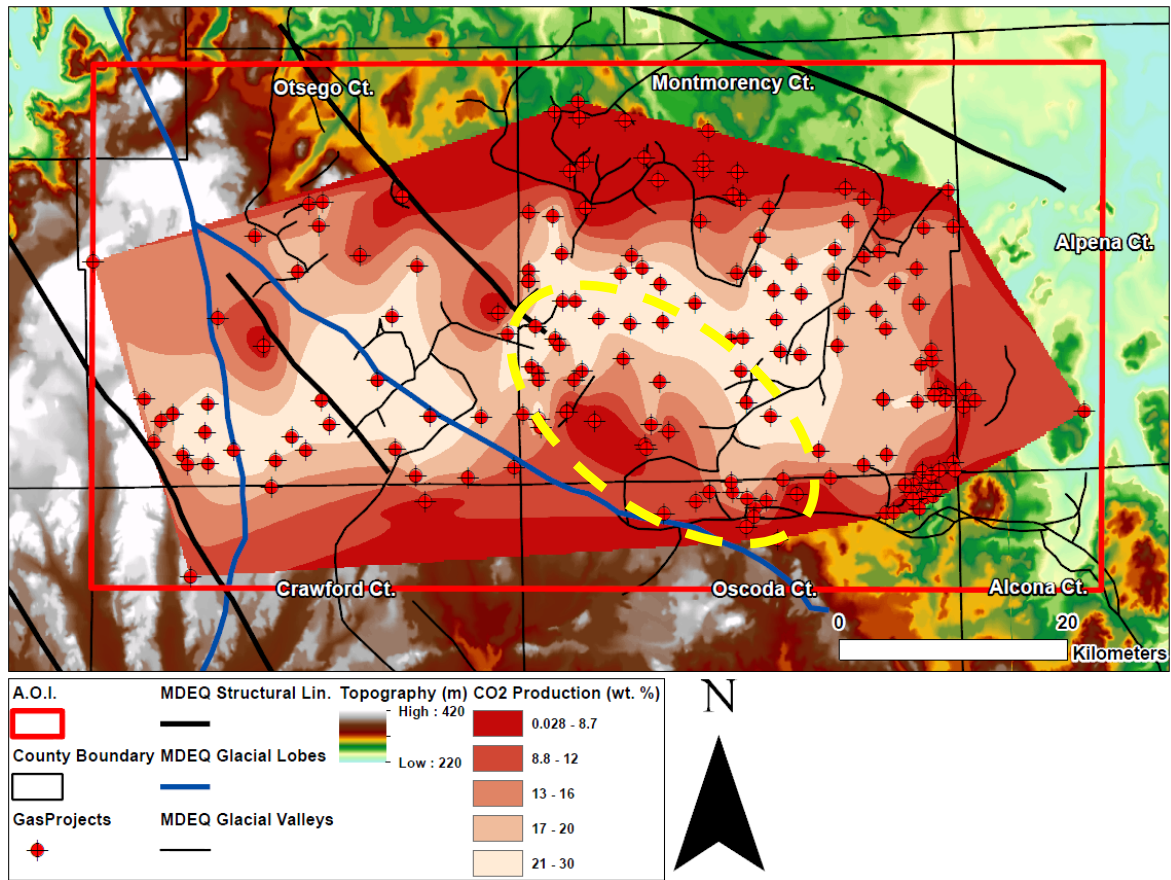 Otsego Ct.
Montmorency Ct.
Alpena Ct.
Crawford Ct.
Oscoda Ct.
Alcona Ct.
0 20
Kilometers
A.O.I. MDEQ Structural Lin. Topography (m) CO2 Production (wt. %)
High : 420
0.028 - 8.7
County Boundary MDEQ Glacial Lobes
8.8 - 12
Low : 220
13 - 16
GasProjects MDEQ Glacial Valleys
17 - 20
21 - 30
N